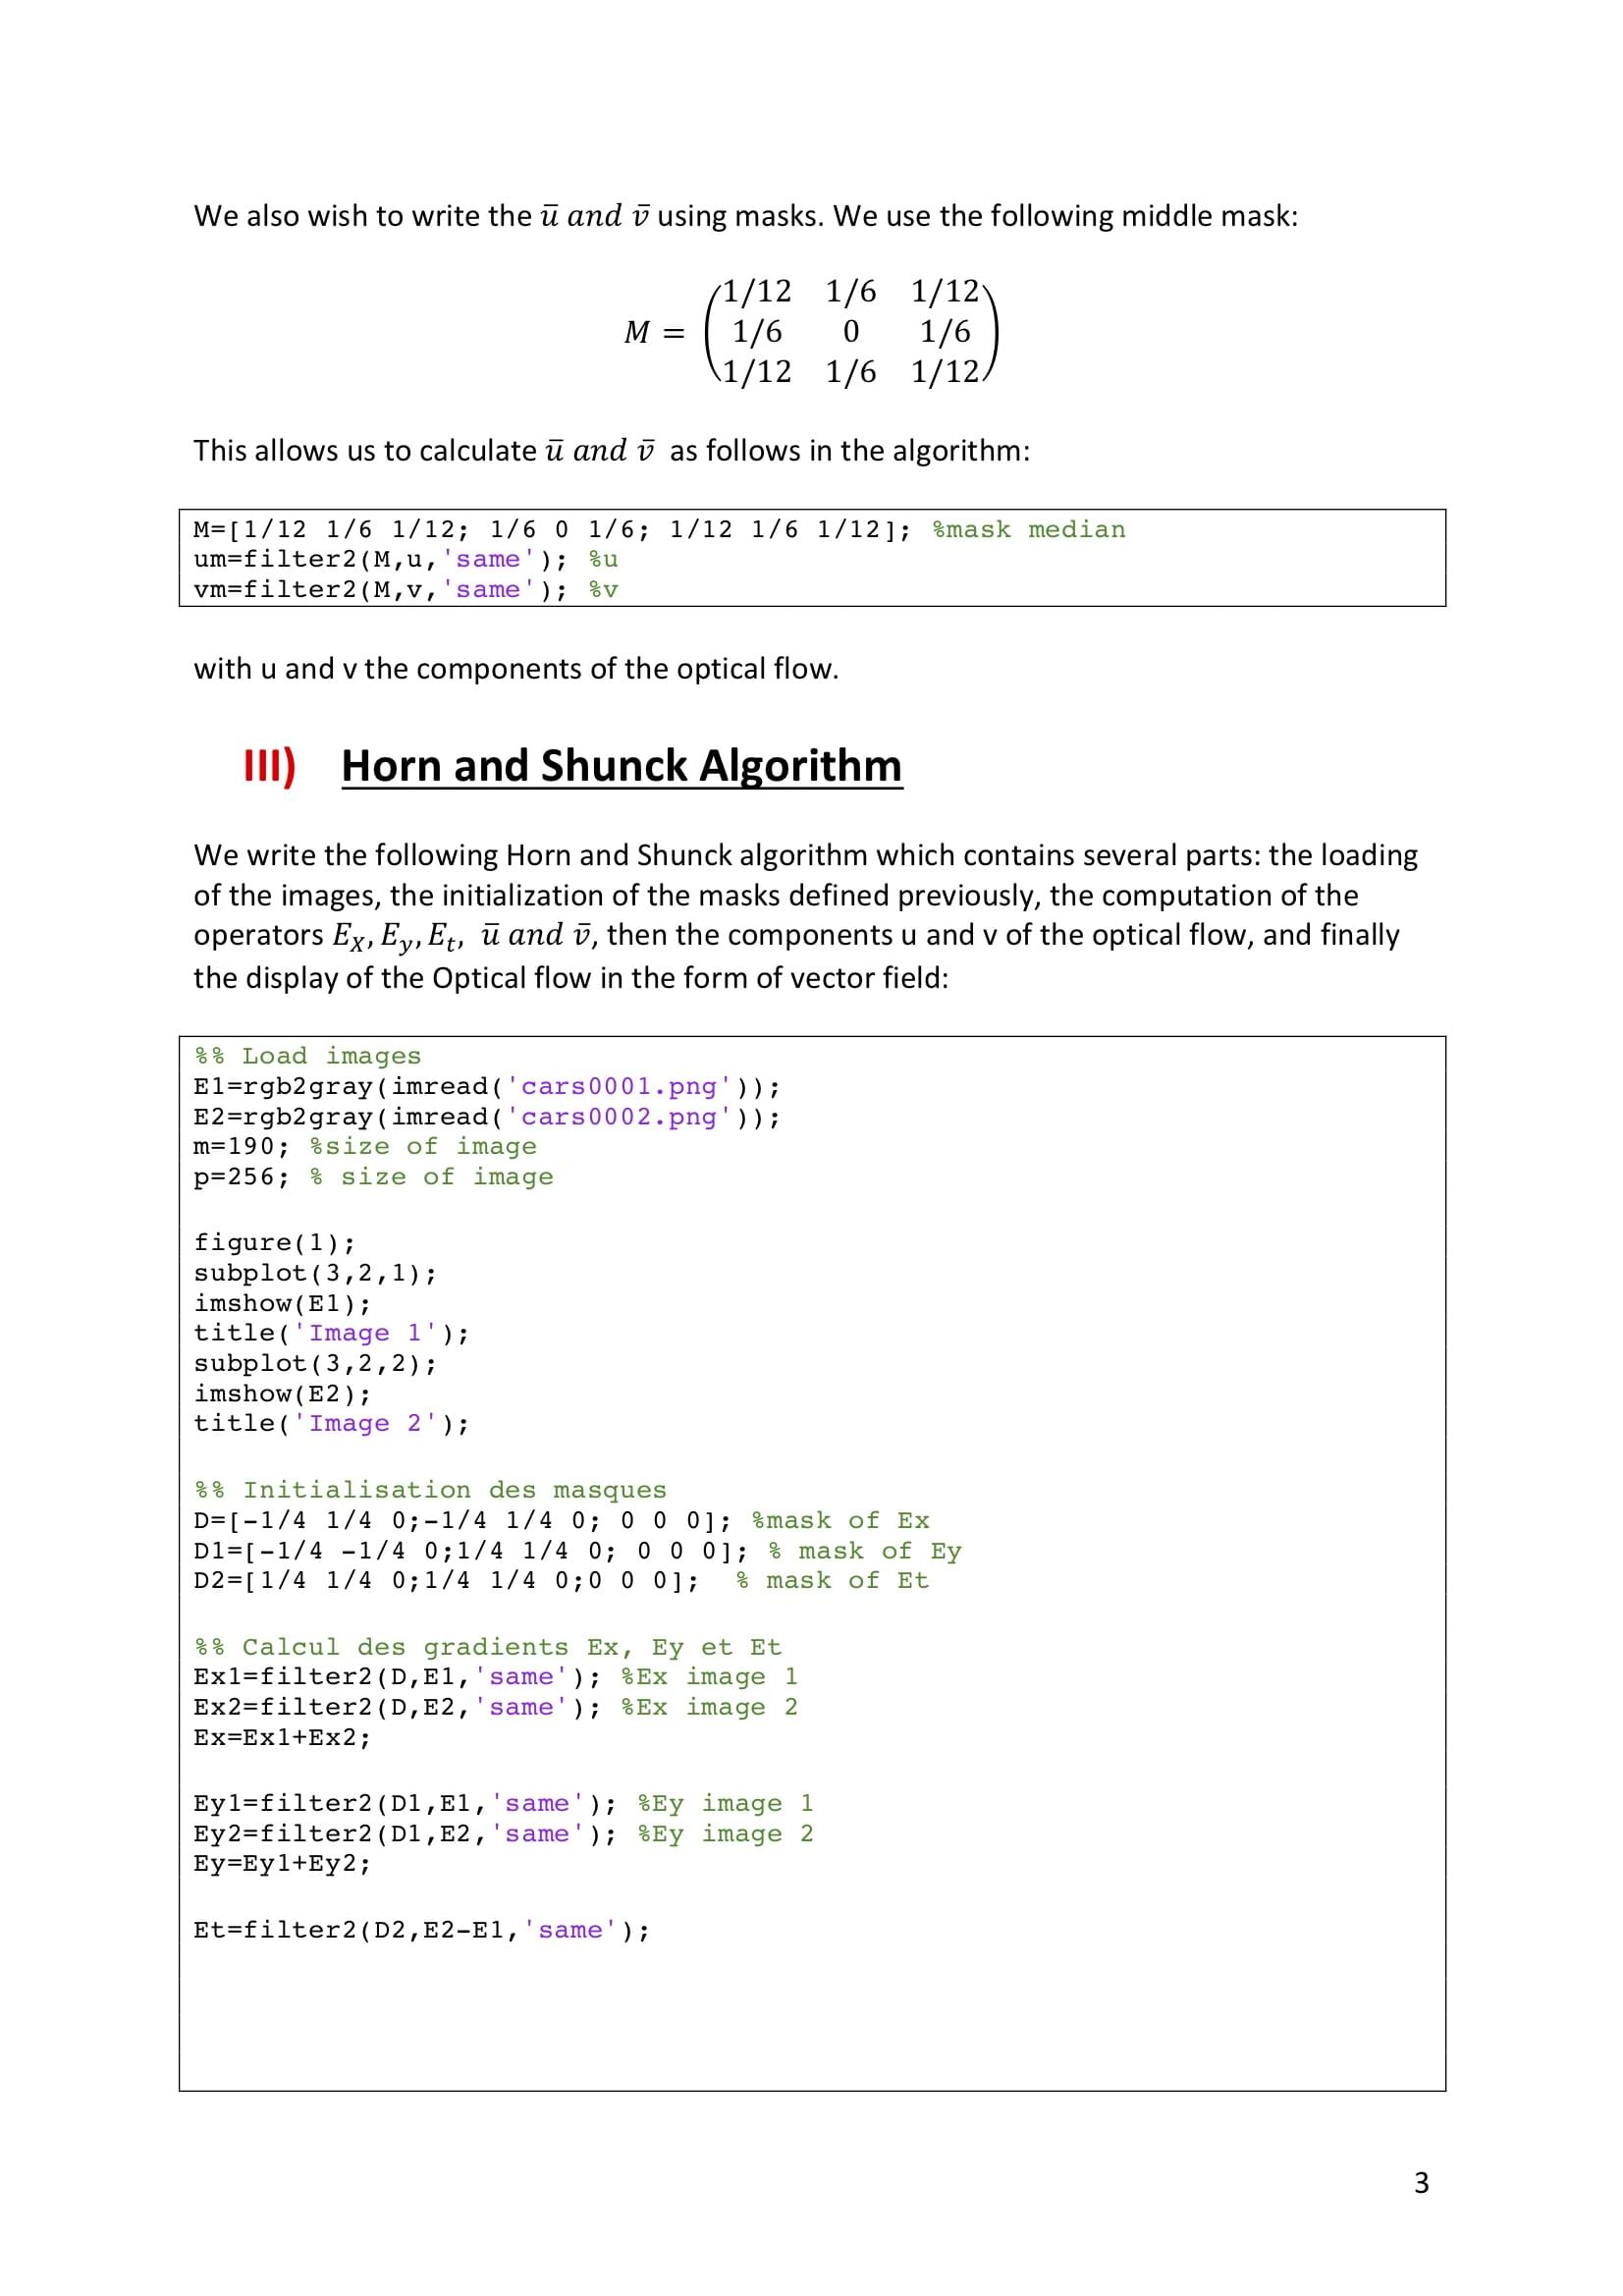 We also wish to write the ū and v̄ using masks. We use the following middle mask:
M = (1/12 1/6 1/12
1/6 0 1/6
1/12 1/6 1/12)
This allows us to calculate ū and v̄ as follows in the algorithm:
M=[1/12 1/6 1/12; 1/6 0 1/6; 1/12 1/6 1/12]; %mask median
um=filter2(M,u,'same'); %u
vm=filter2(M,v,'same'); %v
with u and v the components of the optical flow.
III) Horn and Shunck Algorithm
We write the following Horn and Shunck algorithm which contains several parts: the loading
of the images, the initialization of the masks defined previously, the computation of the
operators E_X, E_y, E_t, ū and v̄, then the components u and v of the optical flow, and finally
the display of the Optical flow in the form of vector field:
%% Load images
E1=rgb2gray(imread('cars0001.png'));
E2=rgb2gray(imread('cars0002.png'));
m=190; %size of image
p=256; % size of image
figure(1);
subplot(3,2,1);
imshow(E1);
title('Image 1');
subplot(3,2,2);
imshow(E2);
title('Image 2');
%% Initialisation des masques
D=[-1/4 1/4 0;-1/4 1/4 0; 0 0 0]; %mask of Ex
D1=[-1/4 -1/4 0;1/4 1/4 0; 0 0 0]; % mask of Ey
D2=[1/4 1/4 0;1/4 1/4 0;0 0 0]; % mask of Et
%% Calcul des gradients Ex, Ey et Et
Ex1=filter2(D,E1,'same'); %Ex image 1
Ex2=filter2(D,E2,'same'); %Ex image 2
Ex=Ex1+Ex2;
Ey1=filter2(D1,E1,'same'); %Ey image 1
Ey2=filter2(D1,E2,'same'); %Ey image 2
Ey=Ey1+Ey2;
Et=filter2(D2,E2-E1,'same');
3